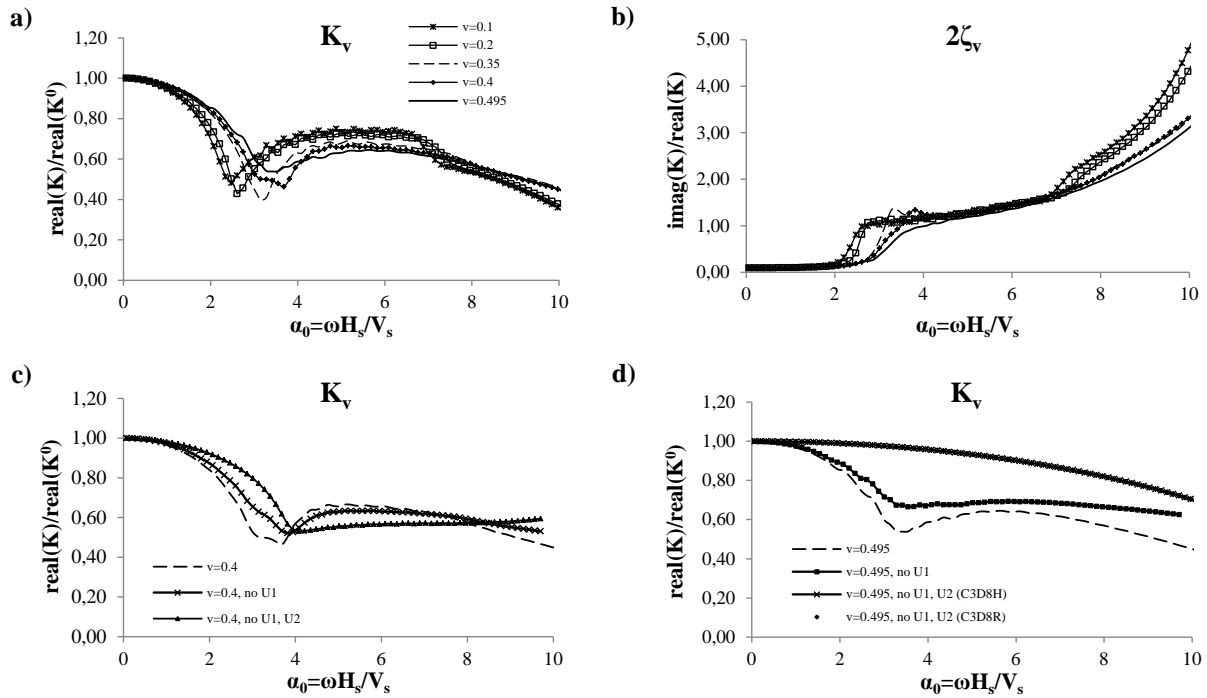 a)
K_v
v=0.1
v=0.2
v=0.35
v=0.4
v=0.495
1,20
1,00
0,80
0,60
0,40
0,20
0,00
real(K)/real(K⁰)
0 2 4 6 8 10
α₀=ωH_s/V_s
b)
2ζ_v
5,00
4,00
3,00
2,00
1,00
0,00
imag(K)/real(K)
0 2 4 6 8 10
α₀=ωH_s/V_s
c)
K_v
1,20
1,00
0,80
0,60
0,40
0,20
0,00
real(K)/real(K⁰)
v=0.4
v=0.4, no U1
v=0.4, no U1, U2
0 2 4 6 8 10
α₀=ωH_s/V_s
d)
K_v
1,20
1,00
0,80
0,60
0,40
0,20
0,00
real(K)/real(K⁰)
v=0.495
v=0.495, no U1
v=0.495, no U1, U2 (C3D8H)
v=0.495, no U1, U2 (C3D8R)
0 2 4 6 8 10
α₀=ωH_s/V_s